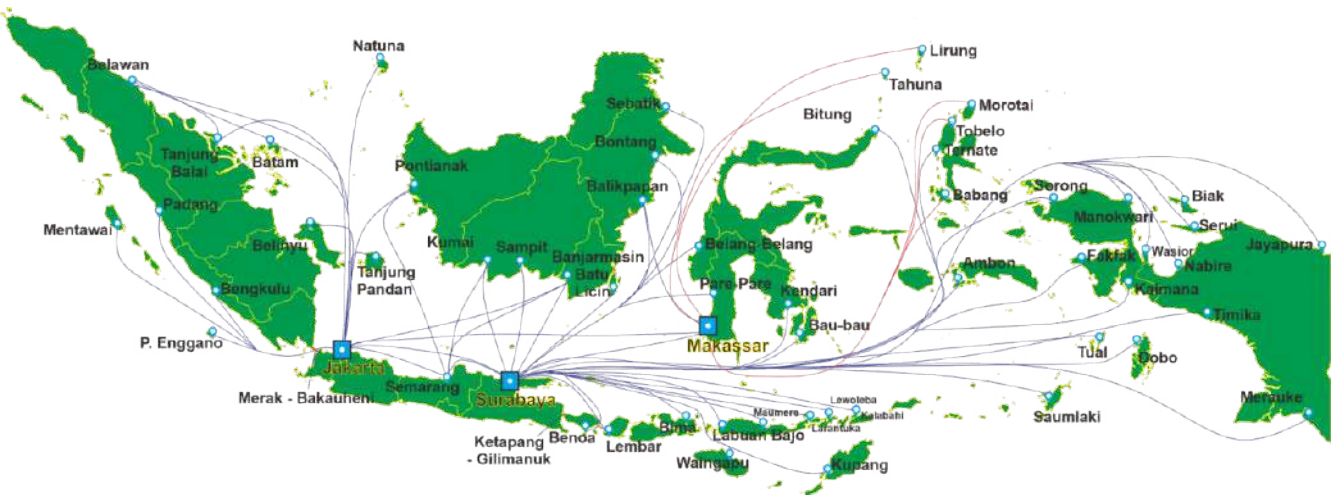 Natuna
Lirung
Belawan
Tahuna
Sebatik
Morotai
Bitung
Tobelo
Bontang
Ternate
Tanjung
Balai
Batam
Pontianak
Balikpapan
Babang
Sorong
Biak
Padang
Manokwari
Mentawai
Serui
Kumai
Sampit
Belinyu
Belang-Belang
Jayapura
Banjarmasin
Wasior
Fakfak
Ambon
Nabire
Tanjung
Pandan
Batu
Licin
Bengkulu
Pare-Pare
Kendari
Kaimana
Timika
Bau-bau
P. Enggano
Makassar
Tual
Dobo
Jakarta
Semarang
Merak - Bakauheni
Surabaya
Lewoleba
Merauke
Maumere
Kalabahi
Saumlaki
Bima
Larantuka
Labuan Bajo
Ketapang
- Gilimanuk
Benoa
Lembar
Waingapu
Kupang